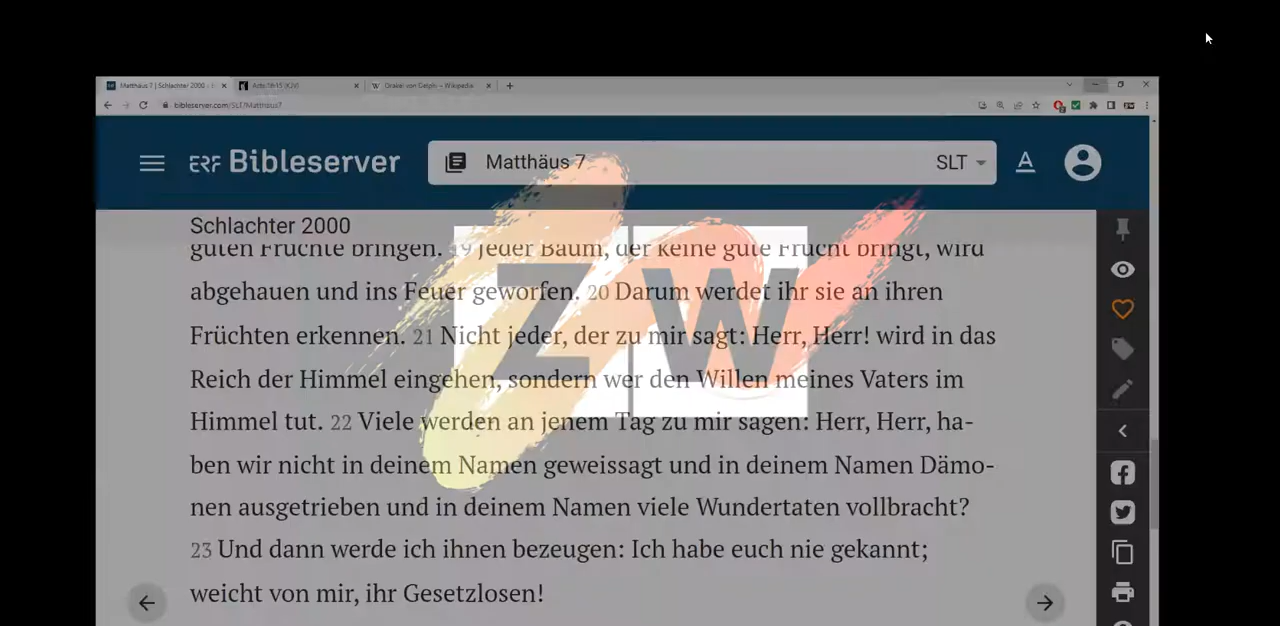 Matthäus 7 | Schlachter 2000 -
Acts 16:15 (KJV)
Orakel von Delphi – Wikipedia
bibleserver.com/SLT/Matthäus7
ERF Bibleserver
Matthäus 7
SLT
A
Schlachter 2000
guten Früchte bringen. 19 Jeder Baum, der keine gute Frucht bringt, wird
abgehauen und ins Feuer geworfen. 20 Darum werdet ihr sie an ihren
Früchten erkennen. 21 Nicht jeder, der zu mir sagt: Herr, Herr! wird in das
Reich der Himmel eingehen, sondern wer den Willen meines Vaters im
Himmel tut. 22 Viele werden an jenem Tag zu mir sagen: Herr, Herr, ha-
ben wir nicht in deinem Namen geweissagt und in deinem Namen Dämo-
nen ausgetrieben und in deinem Namen viele Wundertaten vollbracht?
23 Und dann werde ich ihnen bezeugen: Ich habe euch nie gekannt;
weicht von mir, ihr Gesetzlosen!
ZW